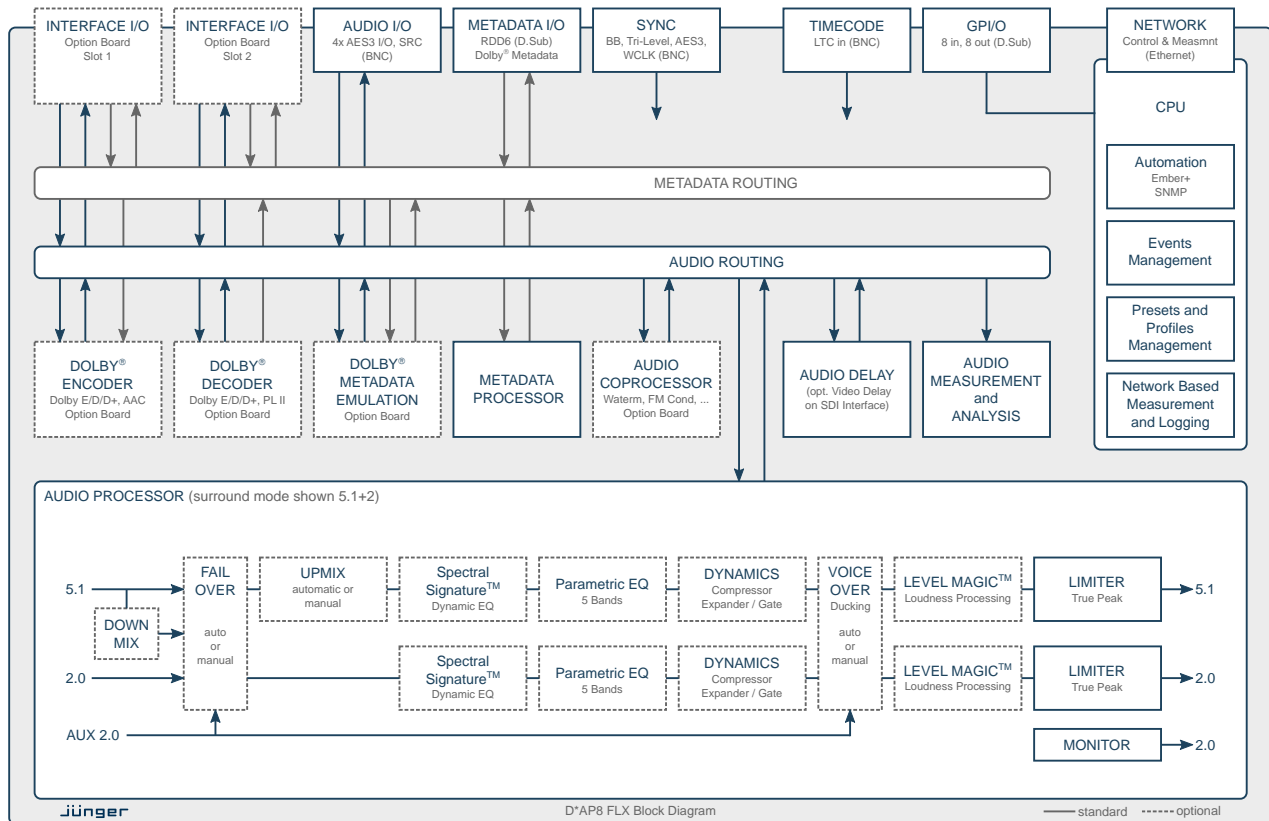 INTERFACE I/O
Option Board
Slot 1
INTERFACE I/O
Option Board
Slot 2
AUDIO I/O
4x AES3 I/O, SRC
(BNC)
METADATA I/O
RDD6 (D.Sub)
Dolby® Metadata
SYNC
BB, Tri-Level, AES3,
WCLK (BNC)
TIMECODE
LTC in (BNC)
GPI/O
8 in, 8 out (D.Sub)
NETWORK
Control & Measmnt
(Ethernet)
CPU
Automation
Ember+
SNMP
Events
Management
Presets and
Profiles
Management
Network Based
Measurement
and Logging
METADATA ROUTING
AUDIO ROUTING
DOLBY®
ENCODER
Dolby E/D/D+, AAC
Option Board
DOLBY®
DECODER
Dolby E/D/D+, PL II
Option Board
DOLBY®
METADATA
EMULATION
Option Board
METADATA
PROCESSOR
AUDIO
COPROCESSOR
Waterm, FM Cond, ...
Option Board
AUDIO DELAY
(opt. Video Delay
on SDI Interface)
AUDIO
MEASUREMENT
and
ANALYSIS
AUDIO PROCESSOR (surround mode shown 5.1+2)
5.1
DOWN
MIX
2.0
AUX 2.0
FAIL
OVER
auto
or
manual
UPMIX
automatic or
manual
Spectral
Signature™
Dynamic EQ
Parametric EQ
5 Bands
DYNAMICS
Compressor
Expander / Gate
VOICE
OVER
Ducking
auto
or
manual
LEVEL MAGIC™
Loudness Processing
LIMITER
True Peak
5.1
Spectral
Signature™
Dynamic EQ
Parametric EQ
5 Bands
DYNAMICS
Compressor
Expander / Gate
LEVEL MAGIC™
Loudness Processing
LIMITER
True Peak
2.0
MONITOR
2.0
jünger
D*AP8 FLX Block Diagram
standard
optional